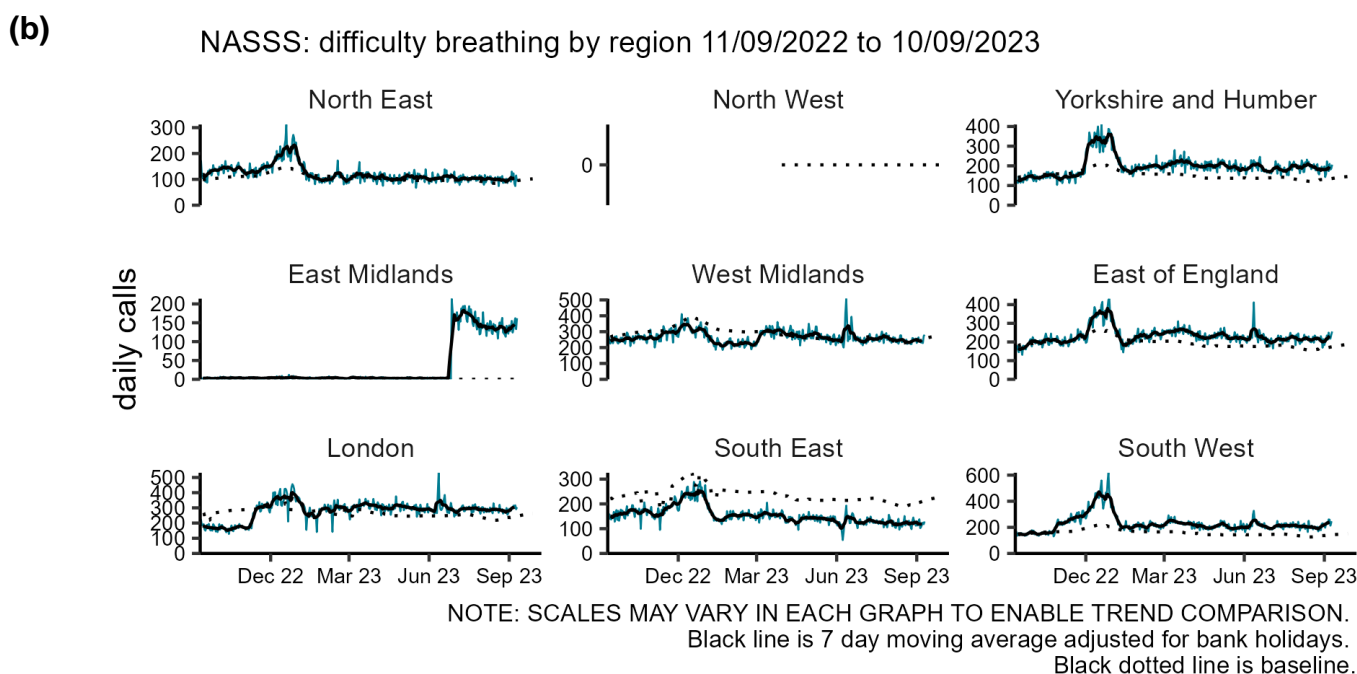 (b)
NASSS: difficulty breathing by region 11/09/2022 to 10/09/2023
North East
North West
Yorkshire and Humber
300
200
100
0
0
400
300
200
100
0
East Midlands
West Midlands
East of England
200
150
100
50
0
500
400
300
200
100
0
400
300
200
100
0
daily calls
London
South East
South West
500
400
300
200
100
0
300
200
100
0
600
400
200
0
Dec 22 Mar 23 Jun 23 Sep 23
Dec 22 Mar 23 Jun 23 Sep 23
Dec 22 Mar 23 Jun 23 Sep 23
NOTE: SCALES MAY VARY IN EACH GRAPH TO ENABLE TREND COMPARISON.
Black line is 7 day moving average adjusted for bank holidays.
Black dotted line is baseline.